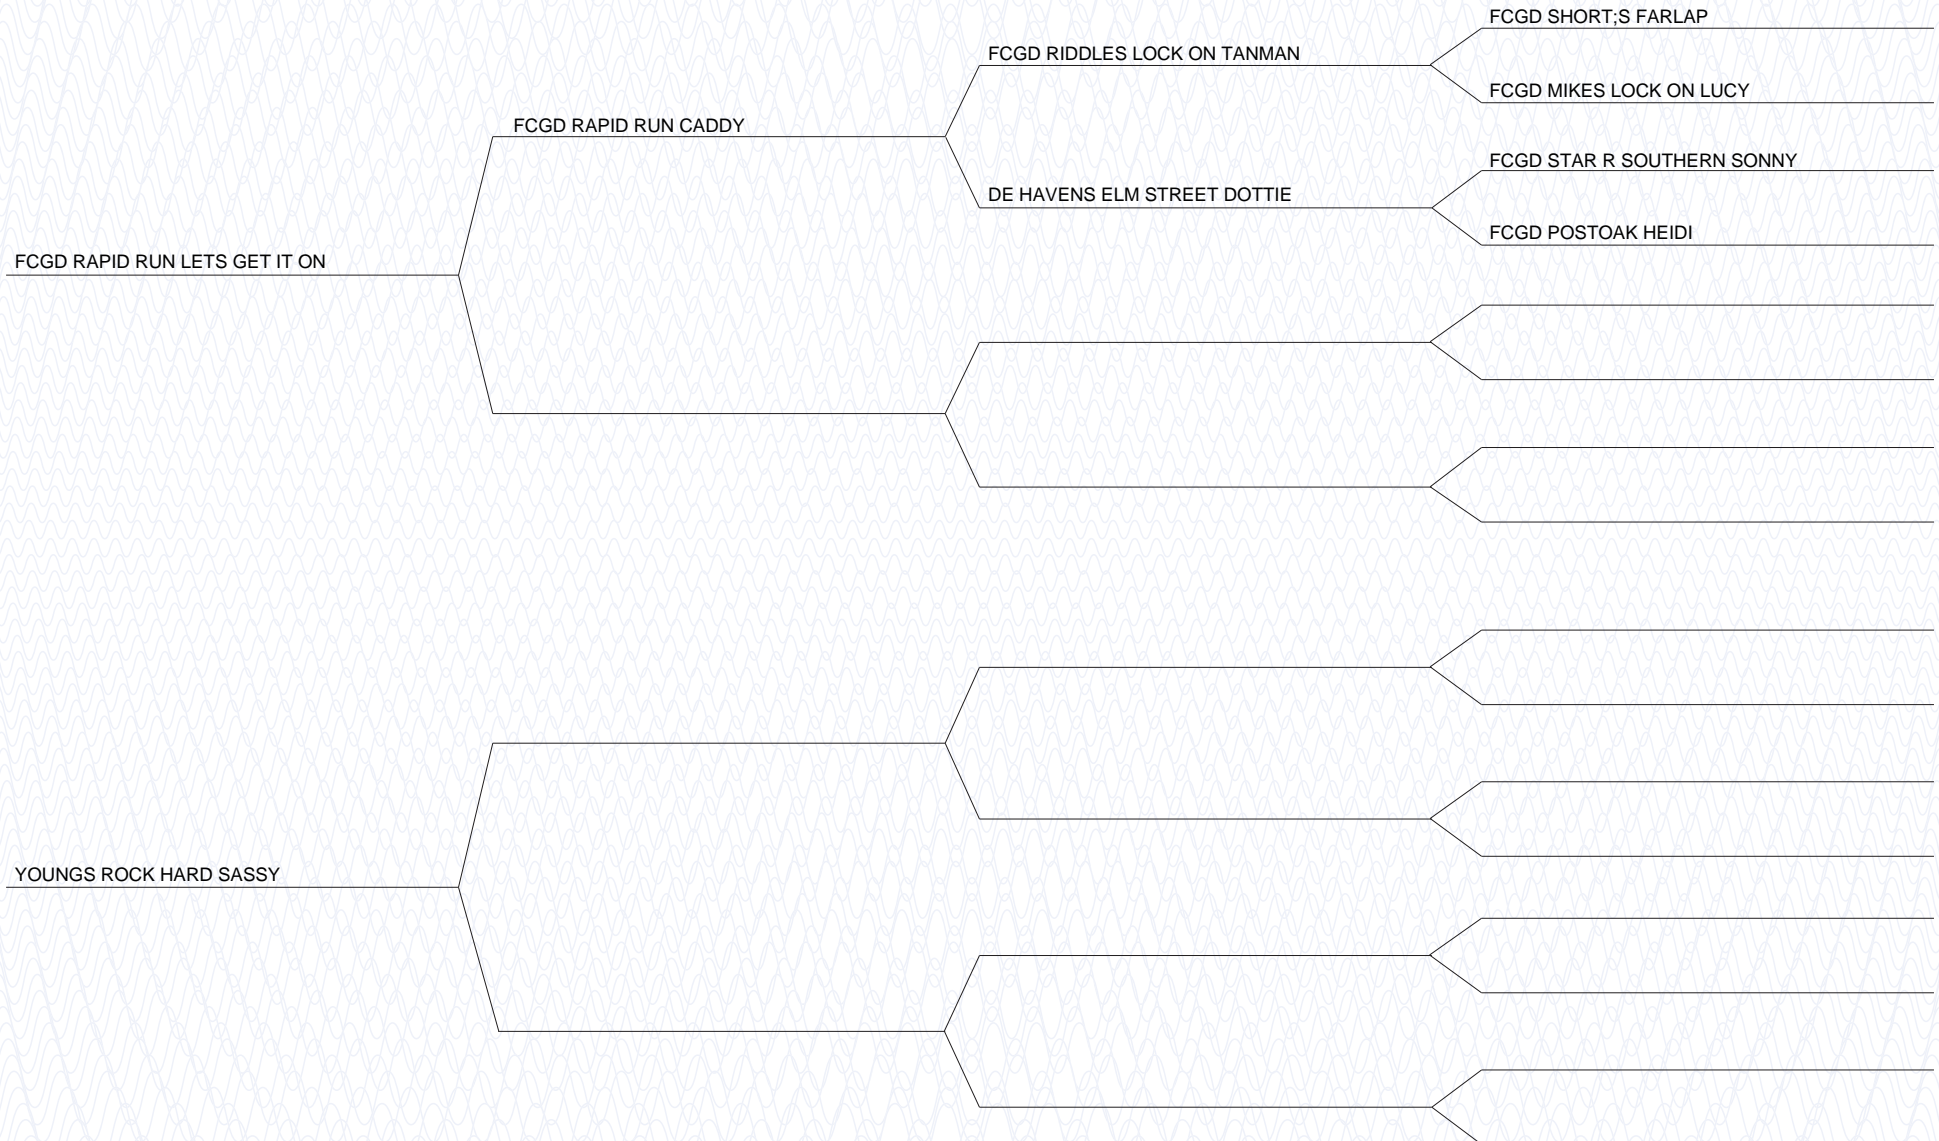 FCGD SHORT;S FARLAP
FCGD RIDDLES LOCK ON TANMAN
FCGD MIKES LOCK ON LUCY
FCGD RAPID RUN CADDY
FCGD STAR R SOUTHERN SONNY
DE HAVENS ELM STREET DOTTIE
FCGD POSTOAK HEIDI
FCGD RAPID RUN LETS GET IT ON
YOUNGS ROCK HARD SASSY